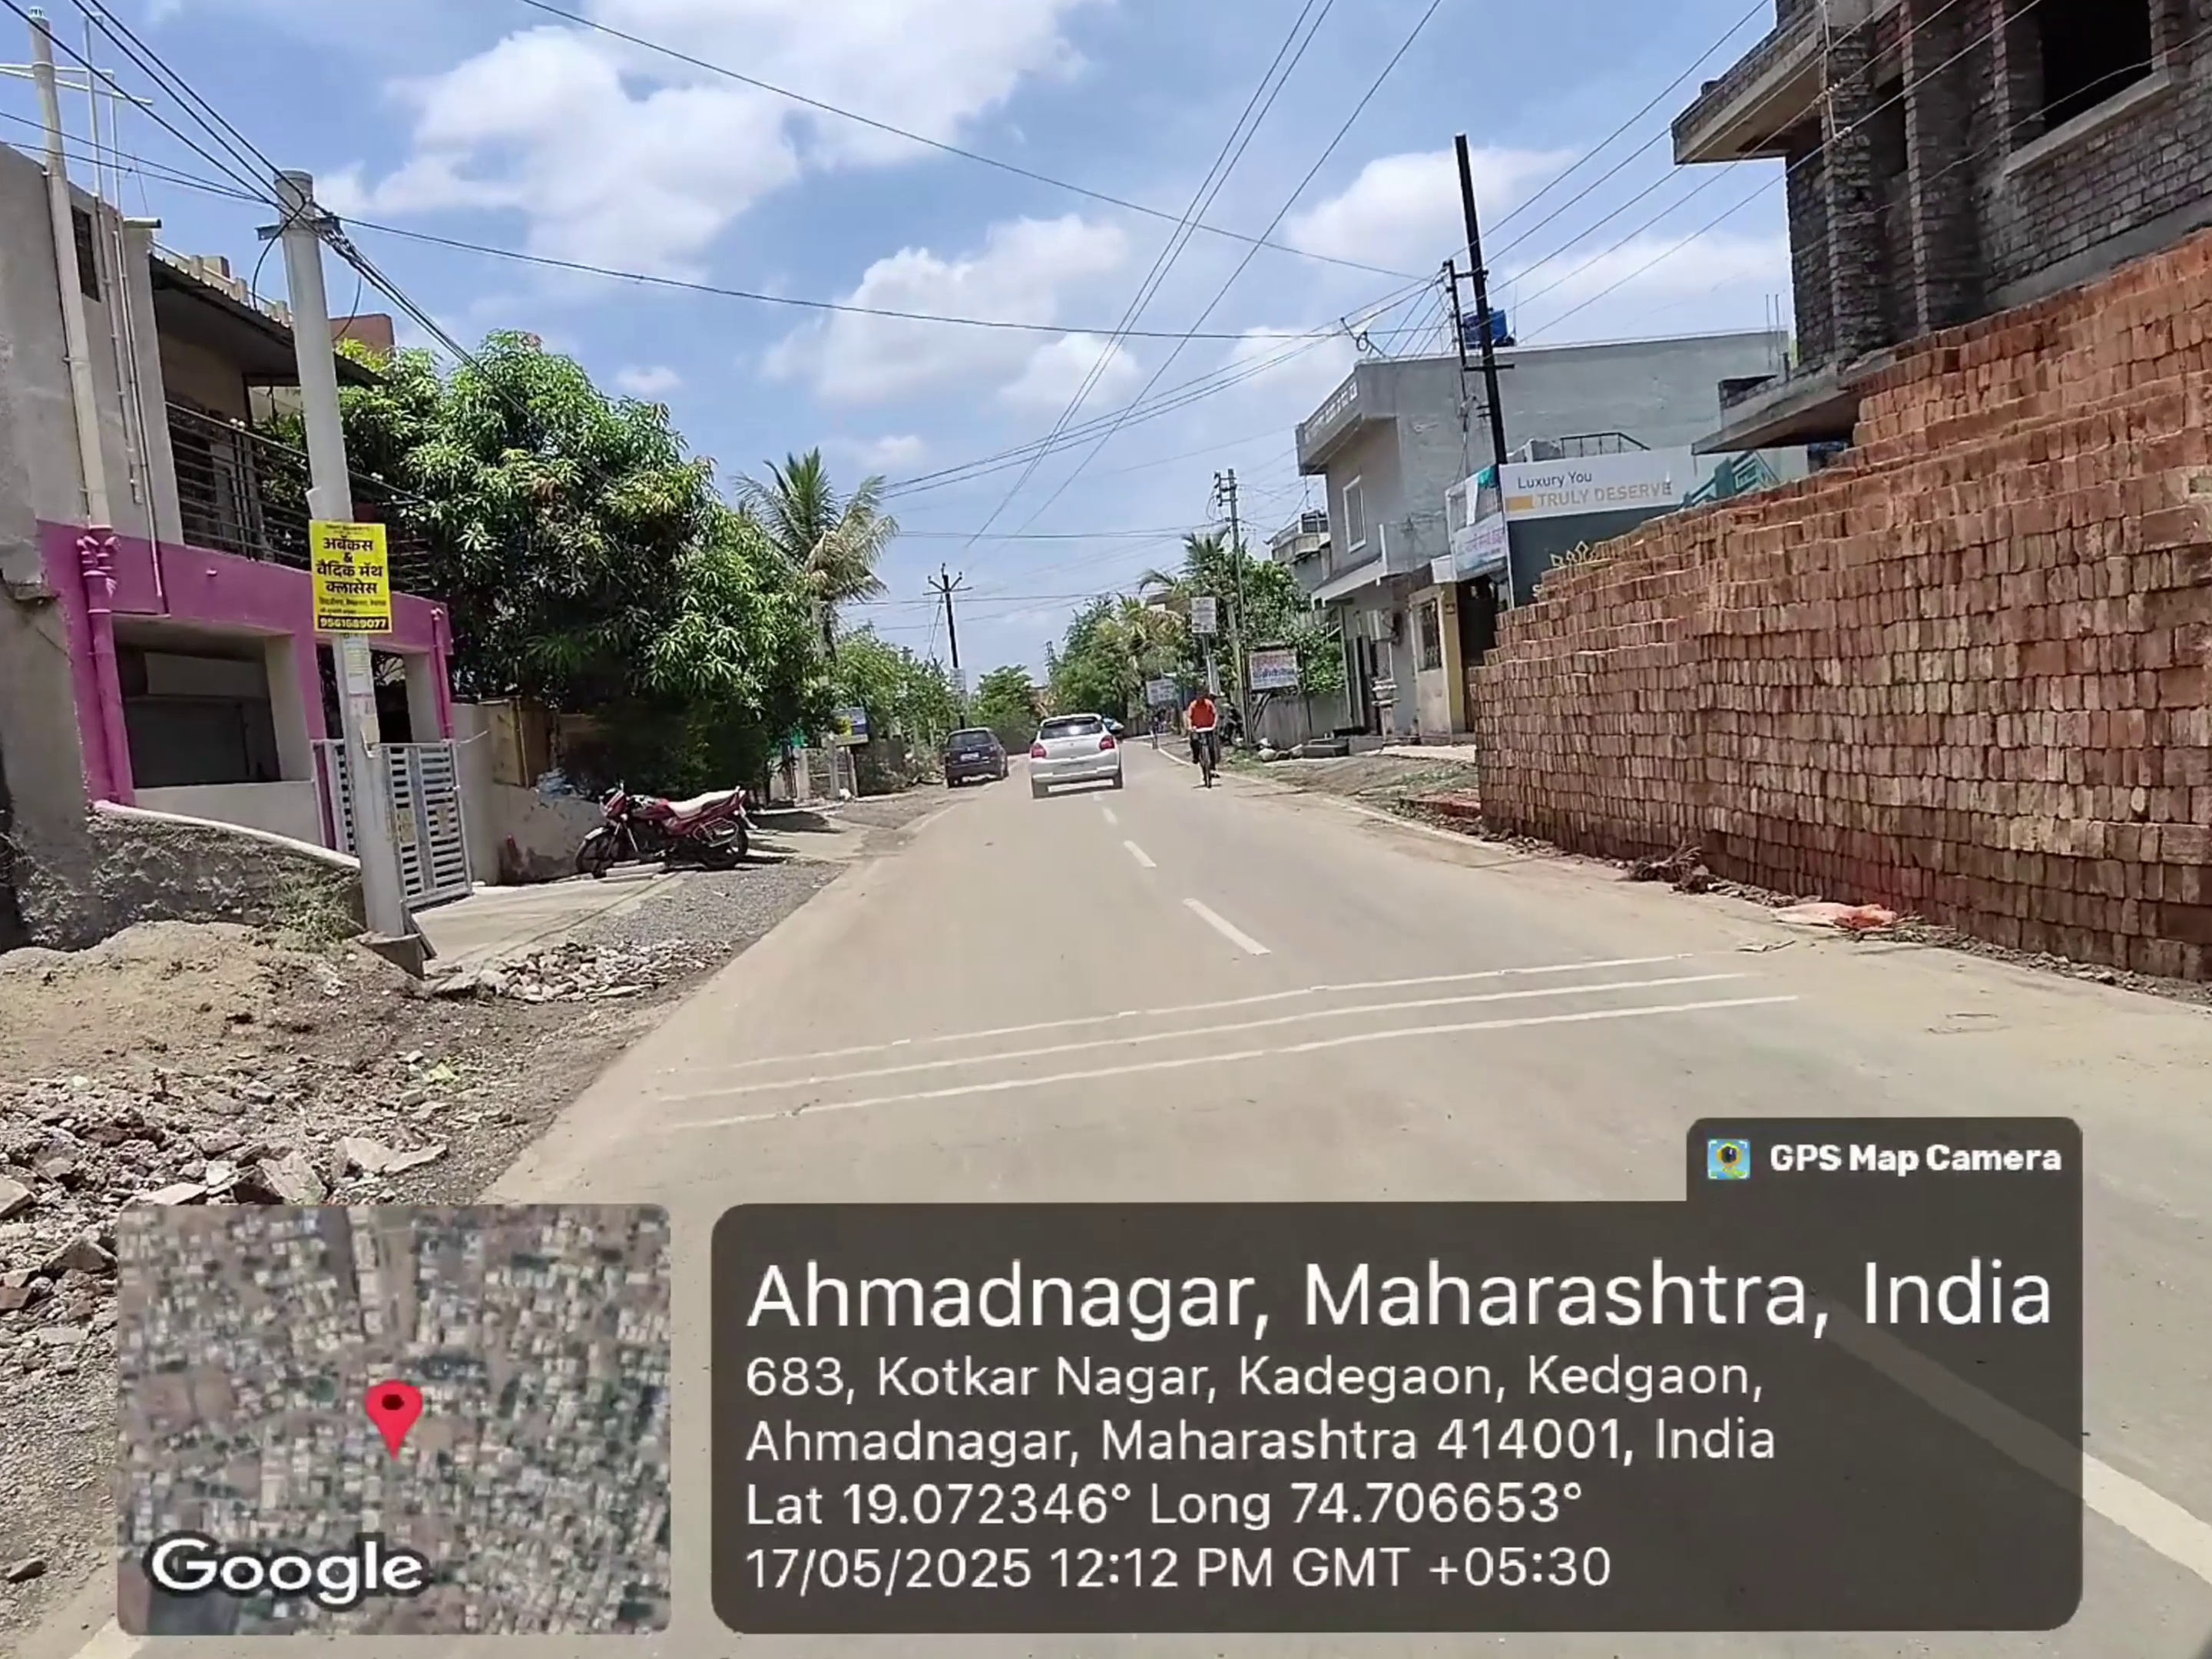 अबॅकस
&
वैदिक मॅथ
क्लासेस
9561689077
Luxury You
TRULY DESERVE
GPS Map Camera
Ahmadnagar, Maharashtra, India
683, Kotkar Nagar, Kadegaon, Kedgaon,
Ahmadnagar, Maharashtra 414001, India
Lat 19.072346° Long 74.706653°
17/05/2025 12:12 PM GMT +05:30
Google